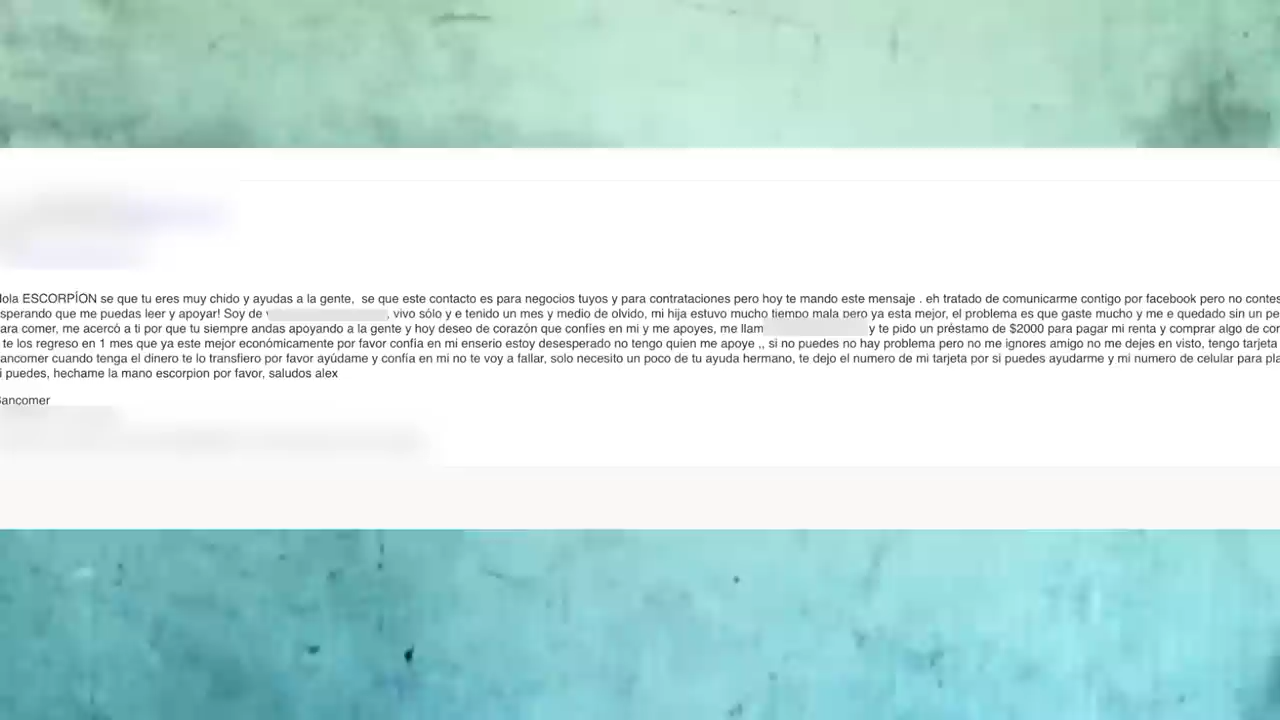 ola ESCORPÍON se que tu eres muy chido y ayudas a la gente, se que este contacto es para negocios tuyos y para contrataciones pero hoy te mando este mensaje . eh tratado de comunicarme contigo por facebook pero no contes
sperando que me puedas leer y apoyar! Soy de , vivo sólo y e tenido un mes y medio de olvido, mi hija estuvo mucho tiempo mala pero ya esta mejor, el problema es que gaste mucho y me e quedado sin un pe
ara comer, me acercó a ti por que tu siempre andas apoyando a la gente y hoy deseo de corazón que confíes en mi y me apoyes, me llam y te pido un préstamo de $2000 para pagar mi renta y comprar algo de con
te los regreso en 1 mes que ya este mejor económicamente por favor confia en mi enserio estoy desesperado no tengo quien me apoye ,, si no puedes no hay problema pero no me ignores amigo no me dejes en visto, tengo tarjeta
ancomer cuando tenga el dinero te lo transfiero por favor ayúdame y confía en mi no te voy a fallar, solo necesito un poco de tu ayuda hermano, te dejo el numero de mi tarjeta por si puedes ayudarme y mi numero de celular para pla
i puedes, hechame la mano escorpion por favor, saludos alex
ancomer